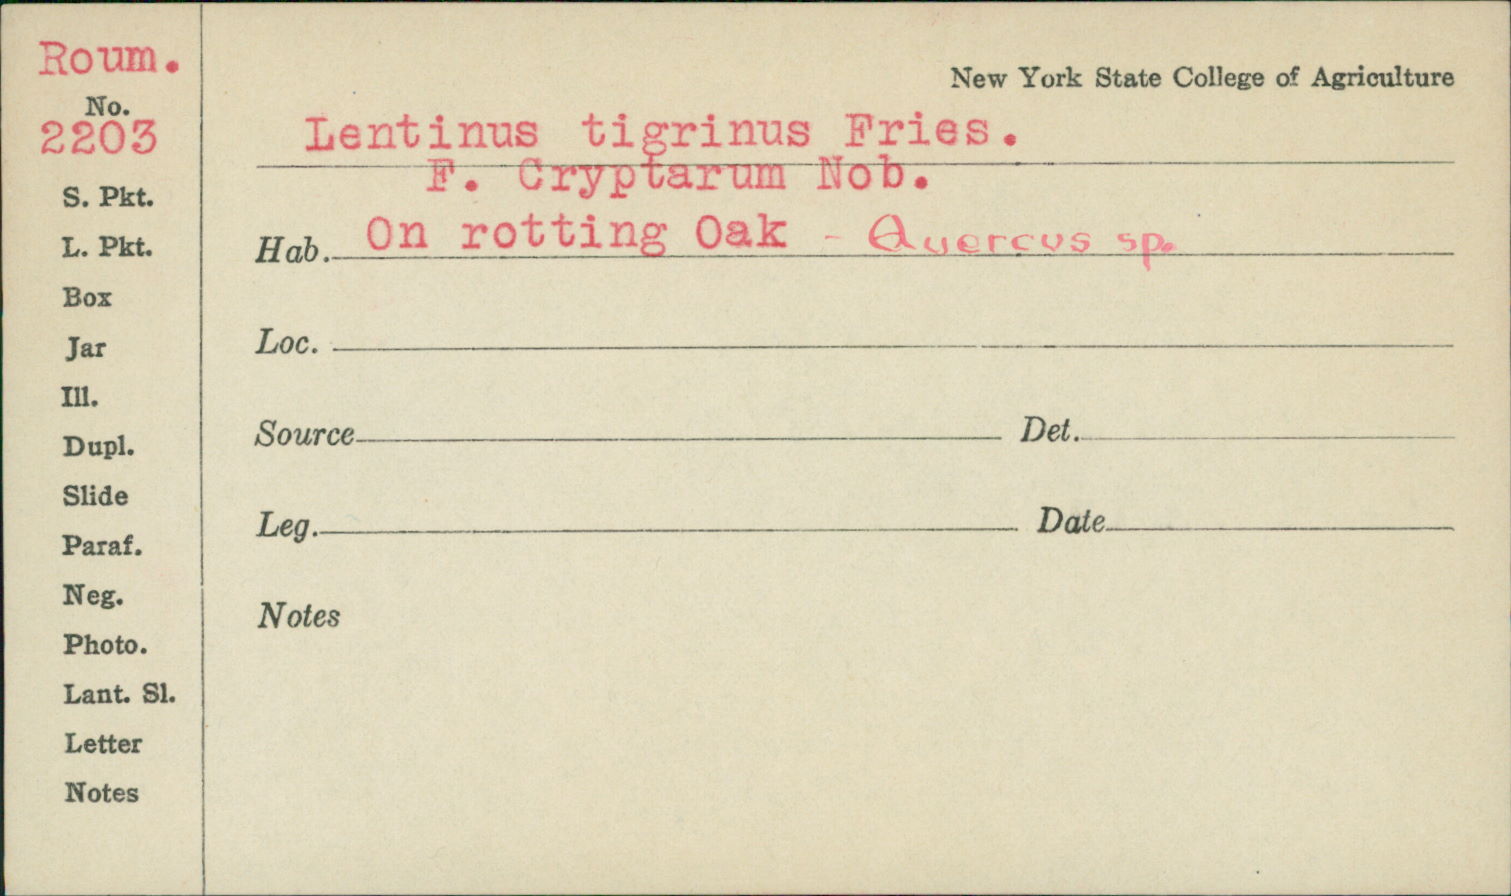 Roum.
No.
2203
S. Pkt.
L. Pkt.
Box
Jar
Ill.
Dupl.
Slide
Paraf.
Neg.
Photo.
Lant. Sl.
Letter
Notes
New York State College of Agriculture
Lentinus tigrinus Fries.
F. Cryptarum Nob.
Hab. On rotting Oak - Quercus sp.
Loc.
Source Det.
Leg. Date
Notes